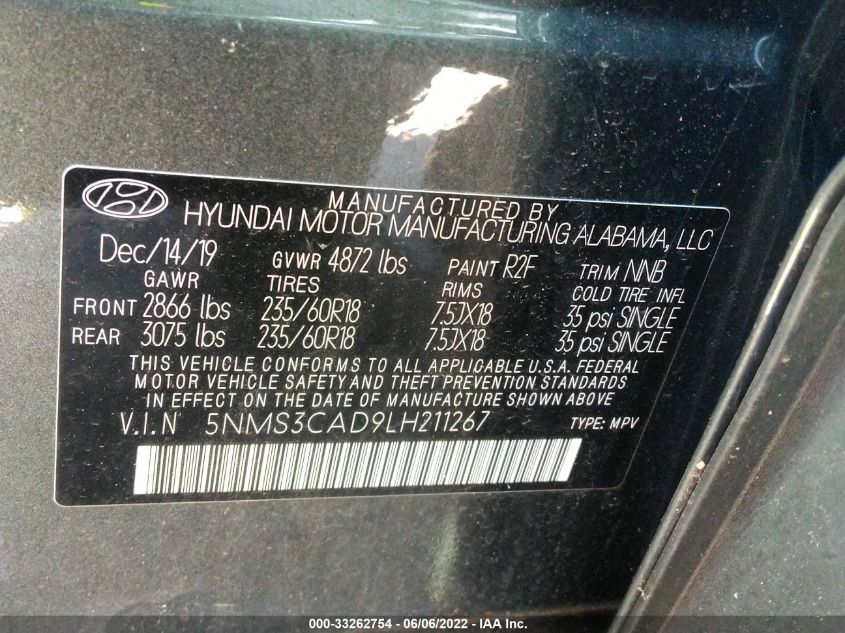 MANUFACTURED BY
HYUNDAI MOTOR MANUFACTURING ALABAMA, LLC
Dec/14/19 GVWR 4872 lbs PAINT R2F TRIM NNB
GAWR TIRES RIMS COLD TIRE INFL
FRONT 2866 lbs 235/60R18 7.5JX18 35 psi SINGLE
REAR 3075 lbs 235/60R18 7.5JX18 35 psi SINGLE
THIS VEHICLE CONFORMS TO ALL APPLICABLE U.S.A. FEDERAL
MOTOR VEHICLE SAFETY AND THEFT PREVENTION STANDARDS
IN EFFECT ON THE DATE OF MANUFACTURE SHOWN ABOVE
V.I.N 5NMS3CAD9LH211267 TYPE: MPV
000-33262754 - 06/06/2022 - IAA Inc.